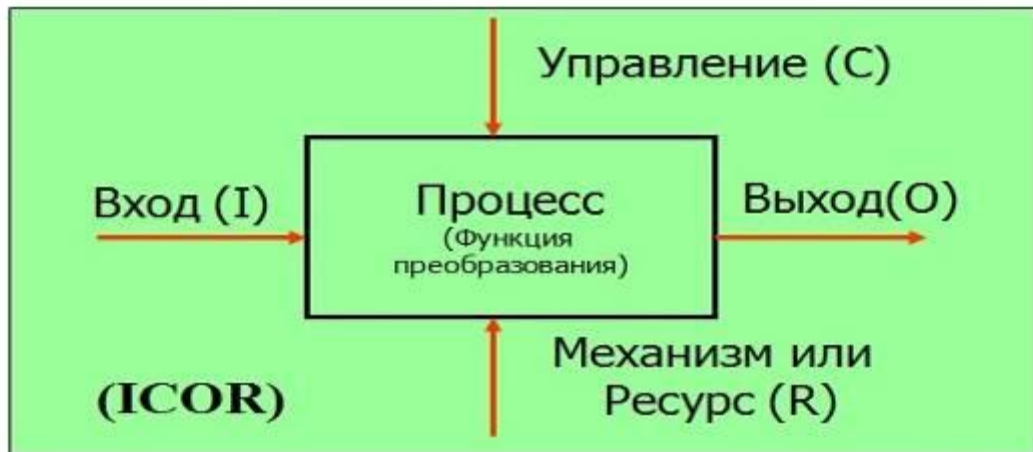 Управление (C)
Вход (I)
Процесс
(Функция
преобразования)
Выход(O)
Механизм или
Ресурс (R)
(ICOR)